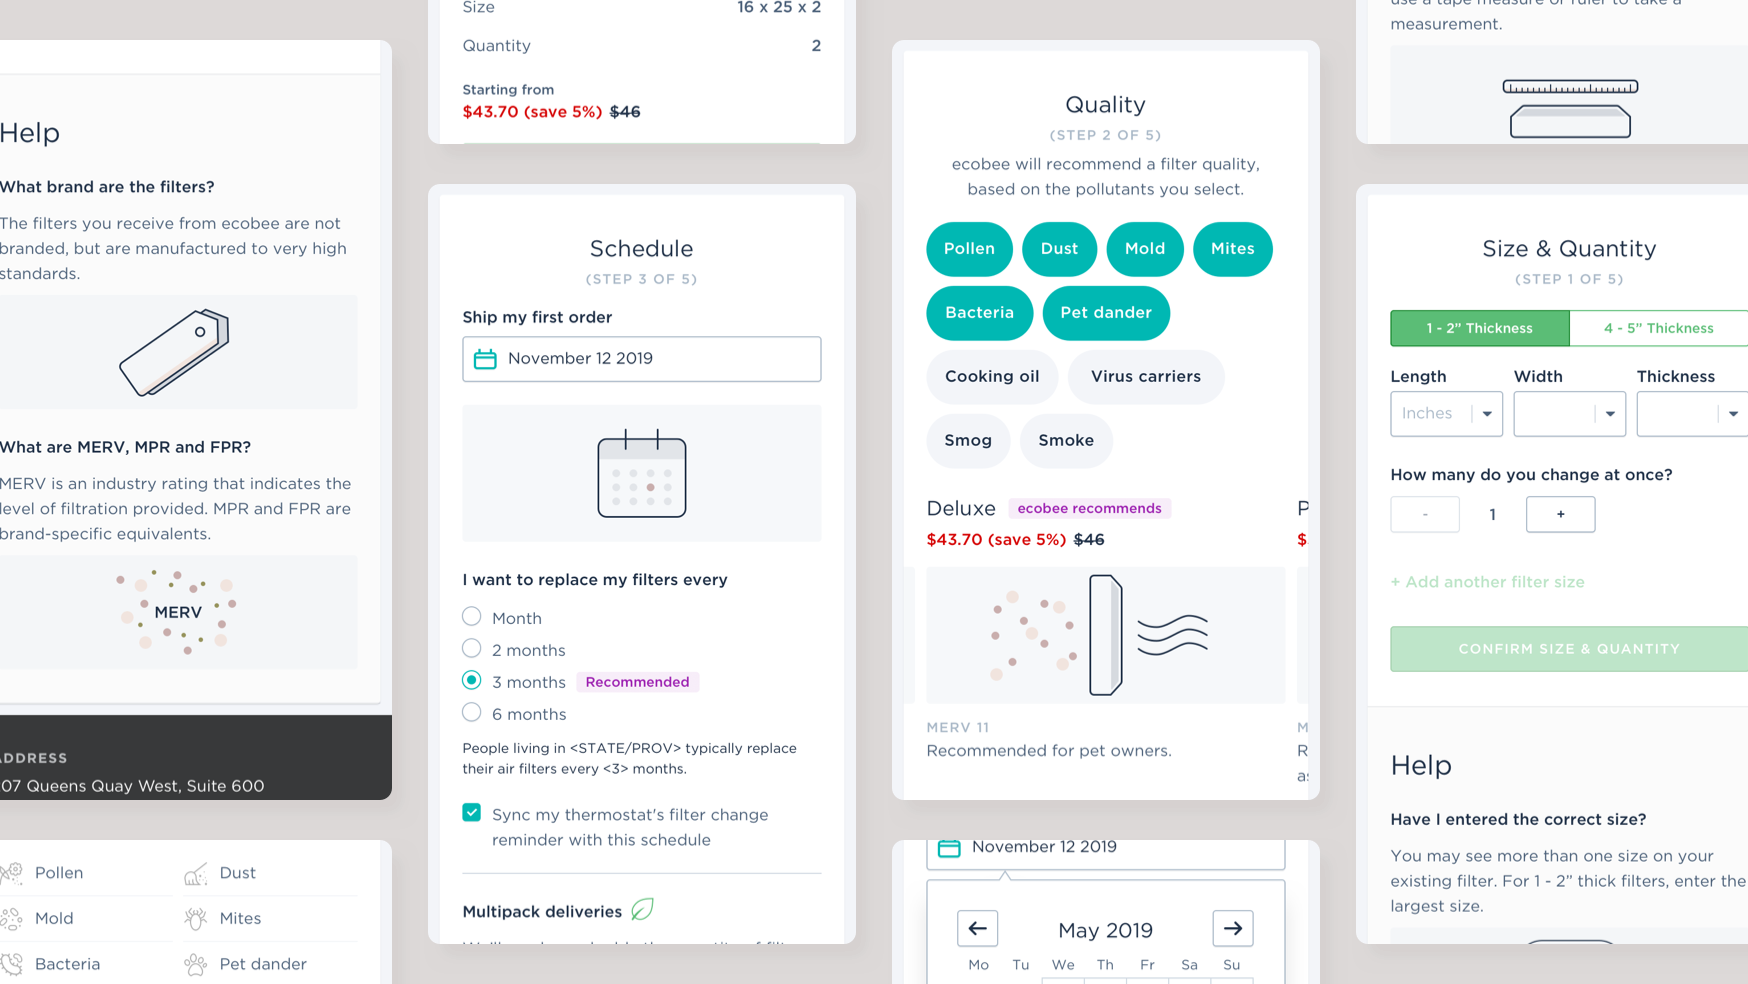 Help
What brand are the filters?
The filters you receive from ecobee are not
branded, but are manufactured to very high
standards.
What are MERV, MPR and FPR?
MERV is an industry rating that indicates the
level of filtration provided. MPR and FPR are
brand-specific equivalents.
MERV
07 Queens Quay West, Suite 600
Pollen
Dust
Mold
Mites
Bacteria
Pet dander
Size 16 x 25 x 2
Quantity 2
Starting from
$43.70 (save 5%) $46
Schedule
(STEP 3 OF 5)
Ship my first order
November 12 2019
I want to replace my filters every
Month
2 months
3 months Recommended
6 months
People living in <STATE/PROV> typically replace
their air filters every <3> months.
Sync my thermostat's filter change
reminder with this schedule
Multipack deliveries
Quality
(STEP 2 OF 5)
ecobee will recommend a filter quality,
based on the pollutants you select.
Pollen Dust Mold Mites
Bacteria Pet dander
Cooking oil Virus carriers
Smog Smoke
Deluxe ecobee recommends
$43.70 (save 5%) $46
MERV 11
Recommended for pet owners.
November 12 2019
May 2019
Mo Tu We Th Fr Sa Su
use a tape measure or ruler to take a
measurement.
Size & Quantity
(STEP 1 OF 5)
1 - 2” Thickness 4 - 5” Thickness
Length Width Thickness
Inches
How many do you change at once?
- 1 +
+ Add another filter size
CONFIRM SIZE & QUANTITY
Help
Have I entered the correct size?
You may see more than one size on your
existing filter. For 1 - 2” thick filters, enter the
largest size.